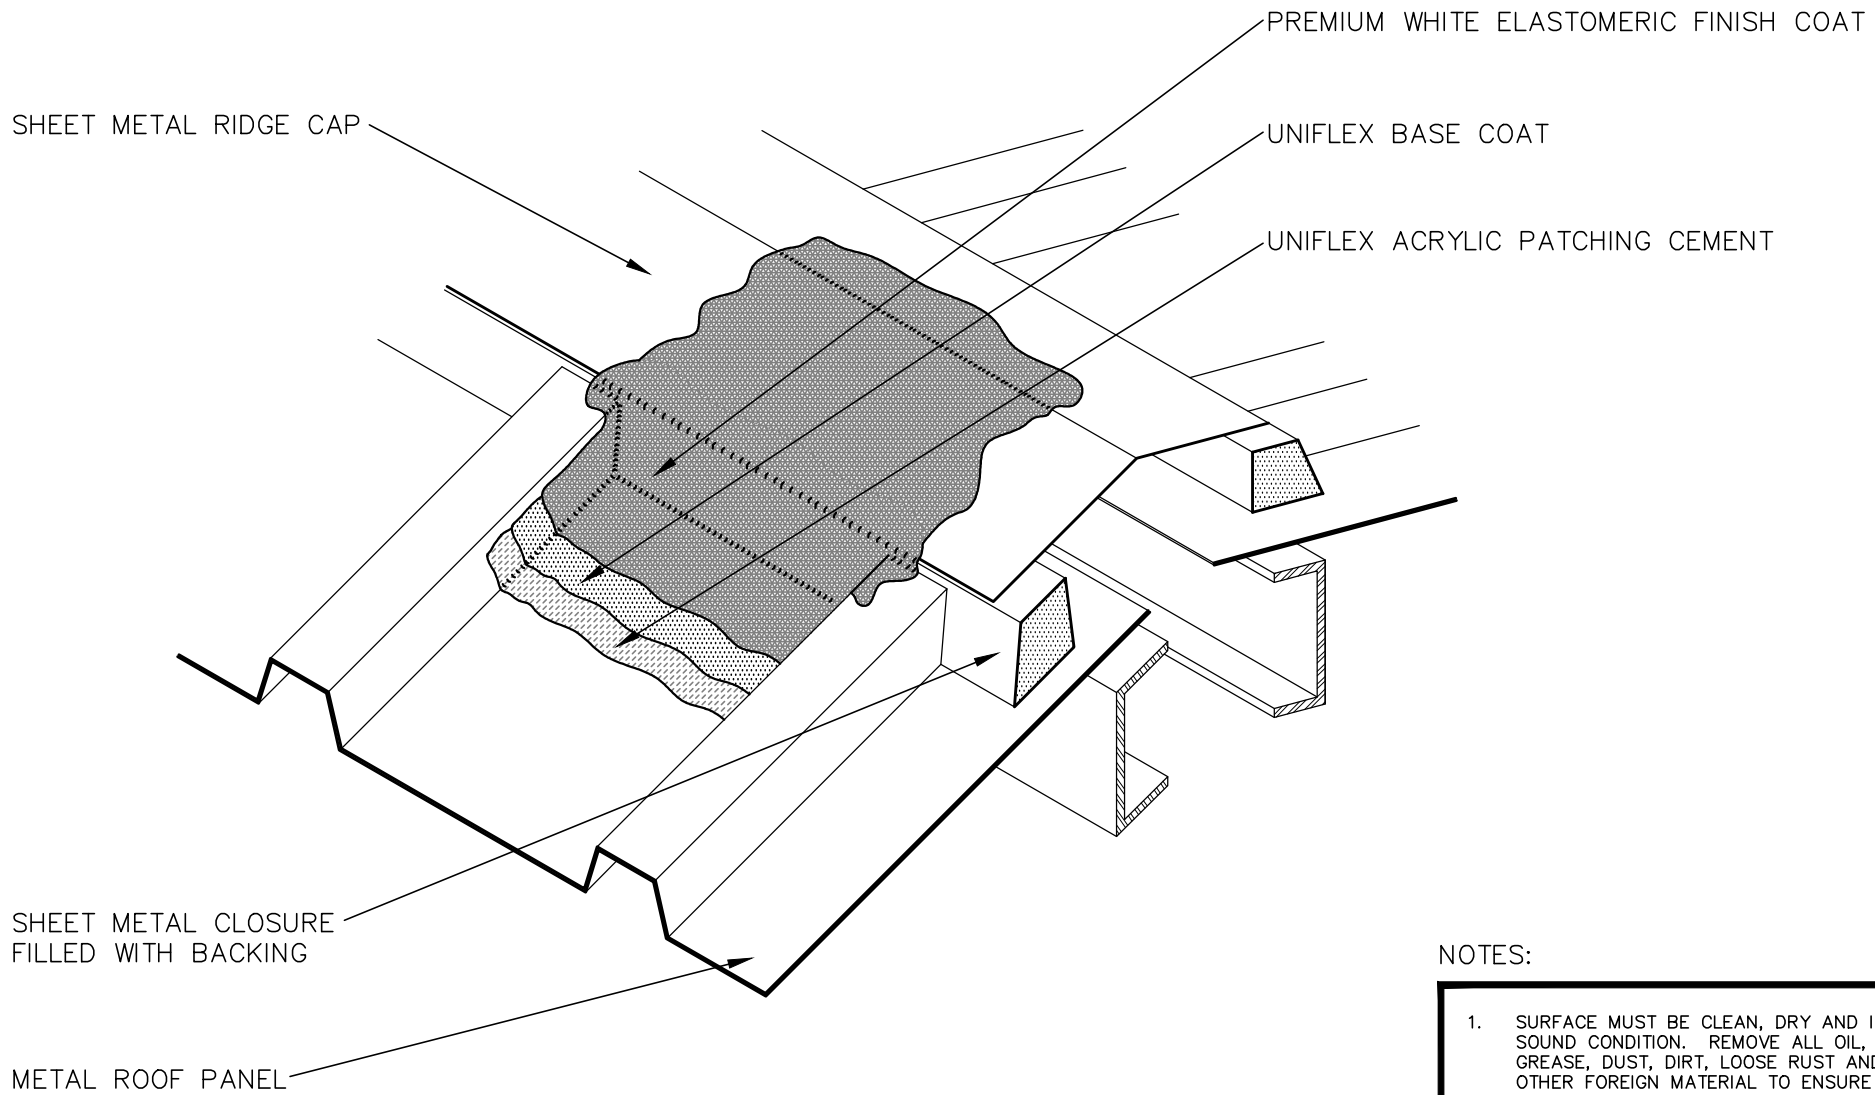 PREMIUM WHITE ELASTOMERIC FINISH COAT
SHEET METAL RIDGE CAP
UNIFLEX BASE COAT
UNIFLEX ACRYLIC PATCHING CEMENT
SHEET METAL CLOSURE
FILLED WITH BACKING
METAL ROOF PANEL
NOTES:
1. SURFACE MUST BE CLEAN, DRY AND I
SOUND CONDITION. REMOVE ALL OIL,
GREASE, DUST, DIRT, LOOSE RUST AND
OTHER FOREIGN MATERIAL TO ENSURE